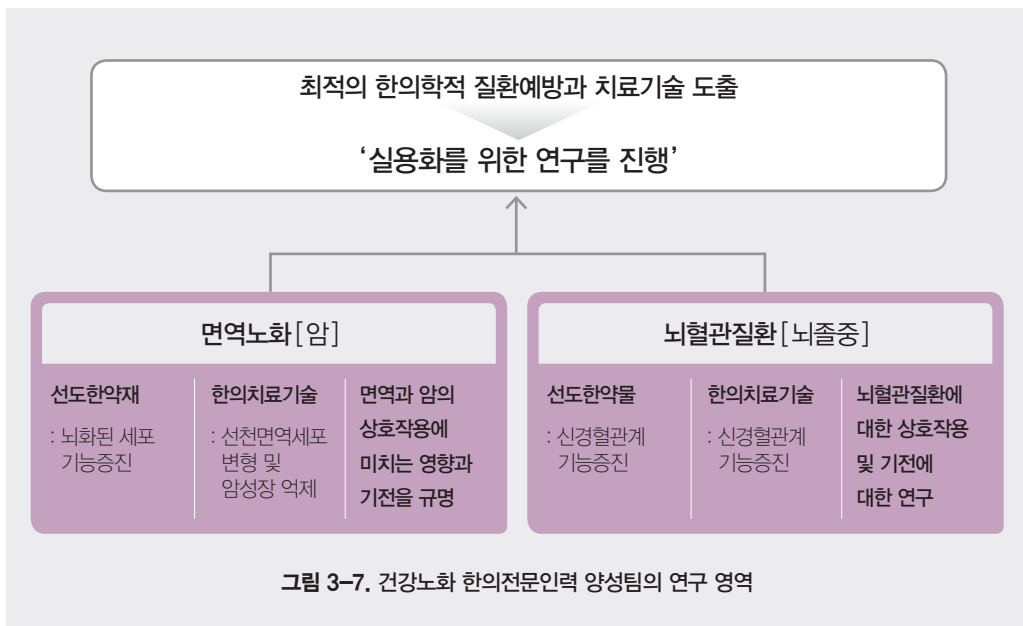 최적의 한의학적 질환예방과 치료기술 도출
‘실용화를 위한 연구를 진행’
면역노화[암]
선도한약재
: 뇌화된 세포
기능증진
한의치료기술
: 선천면역세포
변형 및
암성장 억제
면역과 암의
상호작용에
미치는 영향과
기전을 규명
뇌혈관질환[뇌졸중]
선도한약물
: 신경혈관계
기능증진
한의치료기술
: 신경혈관계
기능증진
뇌혈관질환에
대한 상호작용
및 기전에
대한 연구
그림 3-7. 건강노화 한의전문인력 양성팀의 연구 영역